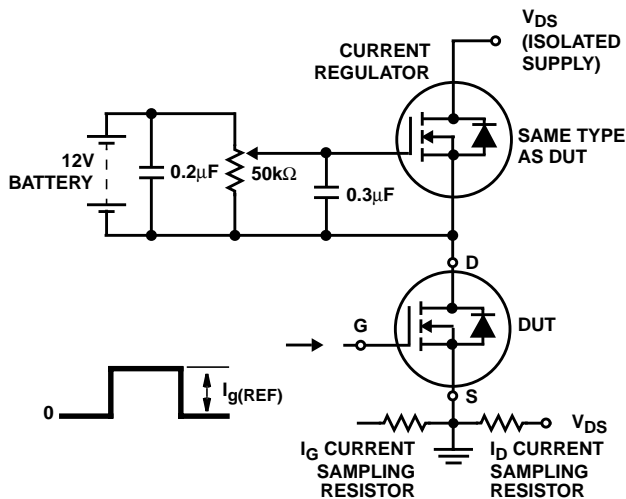 V_DS
(ISOLATED
SUPPLY)
CURRENT
REGULATOR
SAME TYPE
AS DUT
12V
BATTERY
0.2μF
50kΩ
0.3μF
D
G
DUT
0
I_g(REF)
S
V_DS
I_G CURRENT
SAMPLING
RESISTOR
I_D CURRENT
SAMPLING
RESISTOR